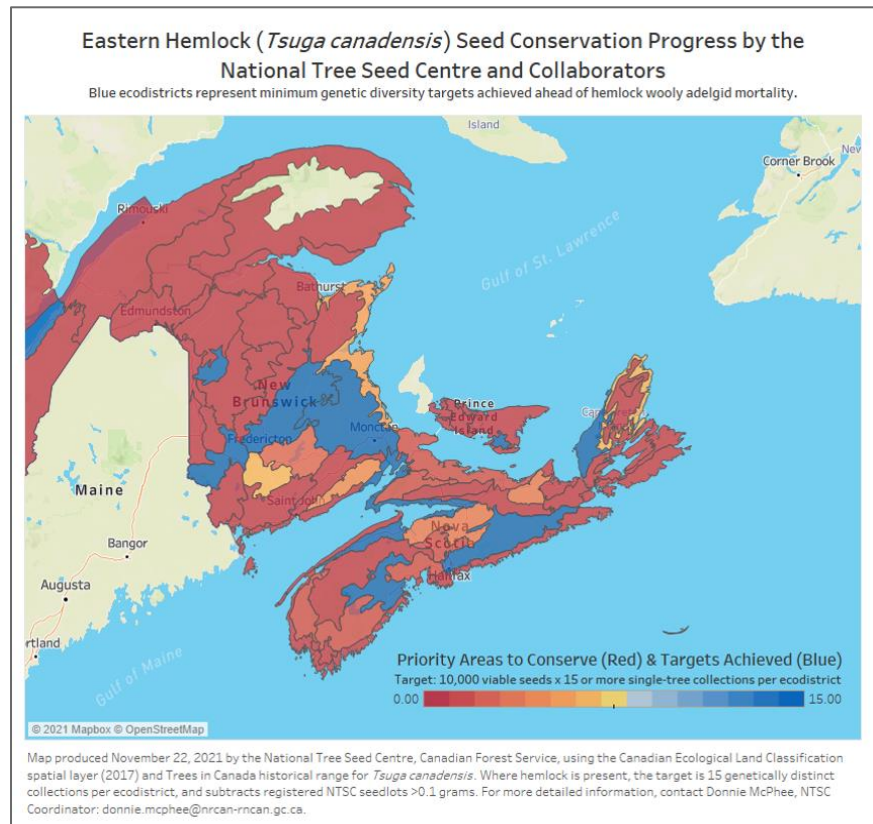 Eastern Hemlock (Tsuga canadensis) Seed Conservation Progress by the
National Tree Seed Centre and Collaborators
Blue ecodistricts represent minimum genetic diversity targets achieved ahead of hemlock wooly adelgid mortality.
Island
Corner Brook
New
Rimouski
Gulf of St. Lawrence
Bathurst
Edmundston
New
Brunswick
Prince
Edward
Island
Fredericton
Moncton
Maine
Saint John
Bangor
Nova
Scotia
Halifax
Augusta
rtland
Gulf of Maine
Priority Areas to Conserve (Red) & Targets Achieved (Blue)
Target: 10,000 viable seeds x 15 or more single-tree collections per ecodistrict
0.00 15.00
© 2021 Mapbox © OpenStreetMap
Map produced November 22, 2021 by the National Tree Seed Centre, Canadian Forest Service, using the Canadian Ecological Land Classification
spatial layer (2017) and Trees in Canada historical range for Tsuga canadensis. Where hemlock is present, the target is 15 genetically distinct
collections per ecodistrict, and subtracts registered NTSC seedlots >0.1 grams. For more detailed information, contact Donnie McPhee, NTSC
Coordinator: donnie.mcphee@nrcan-rncan.gc.ca.